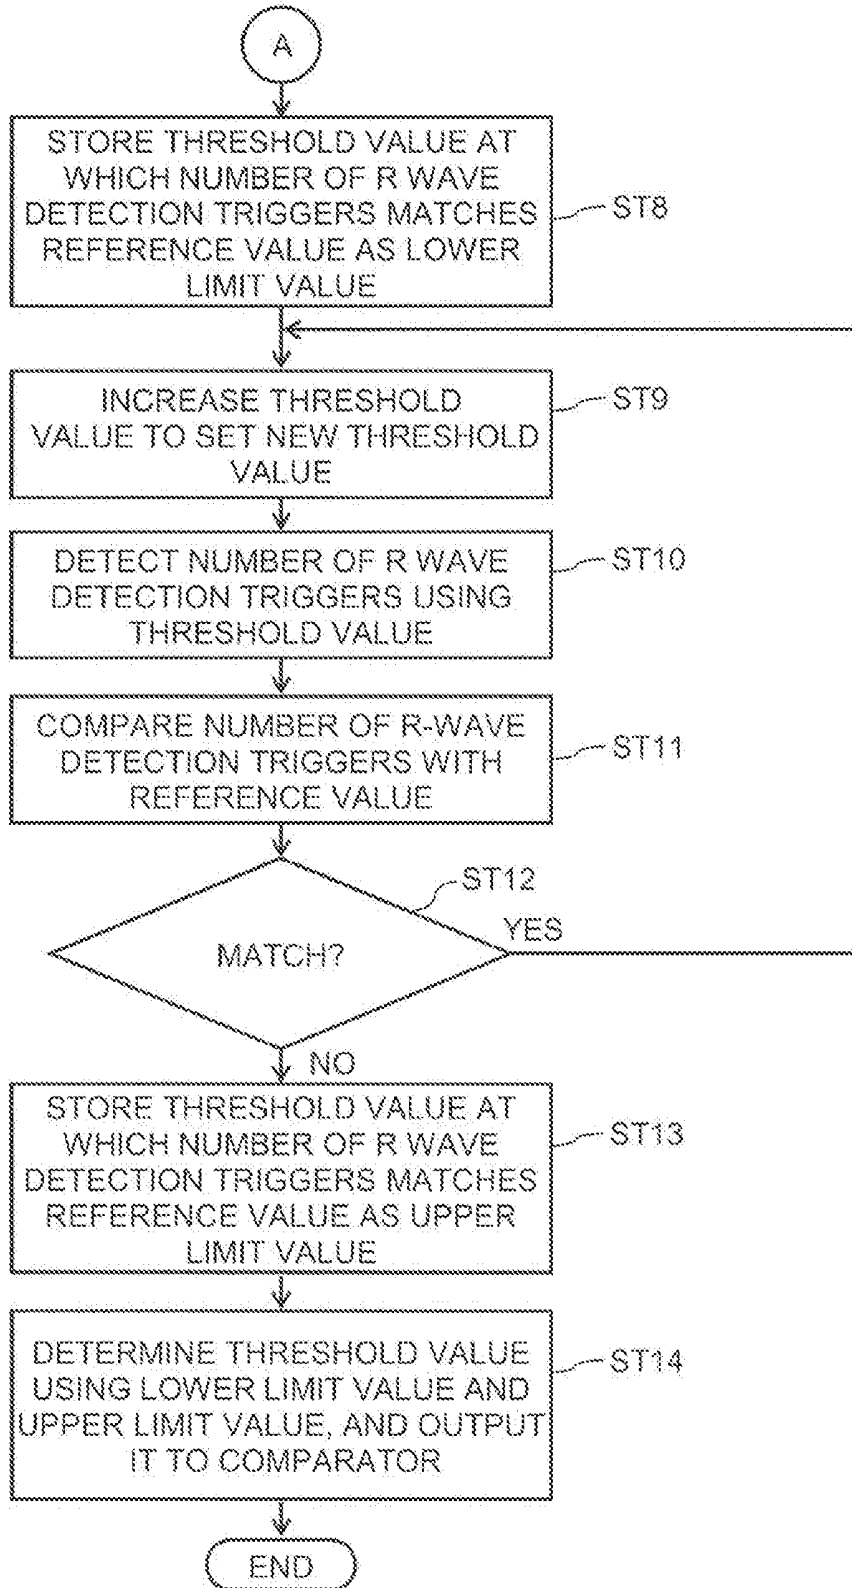 A
STORE THRESHOLD VALUE AT
WHICH NUMBER OF R WAVE
DETECTION TRIGGERS MATCHES
REFERENCE VALUE AS LOWER
LIMIT VALUE
ST8
INCREASE THRESHOLD
VALUE TO SET NEW THRESHOLD
VALUE
ST9
DETECT NUMBER OF R WAVE
DETECTION TRIGGERS USING
THRESHOLD VALUE
ST10
COMPARE NUMBER OF R-WAVE
DETECTION TRIGGERS WITH
REFERENCE VALUE
ST11
ST12
MATCH?
YES
NO
STORE THRESHOLD VALUE AT
WHICH NUMBER OF R WAVE
DETECTION TRIGGERS MATCHES
REFERENCE VALUE AS UPPER
LIMIT VALUE
ST13
DETERMINE THRESHOLD VALUE
USING LOWER LIMIT VALUE AND
UPPER LIMIT VALUE, AND OUTPUT
IT TO COMPARATOR
ST14
END